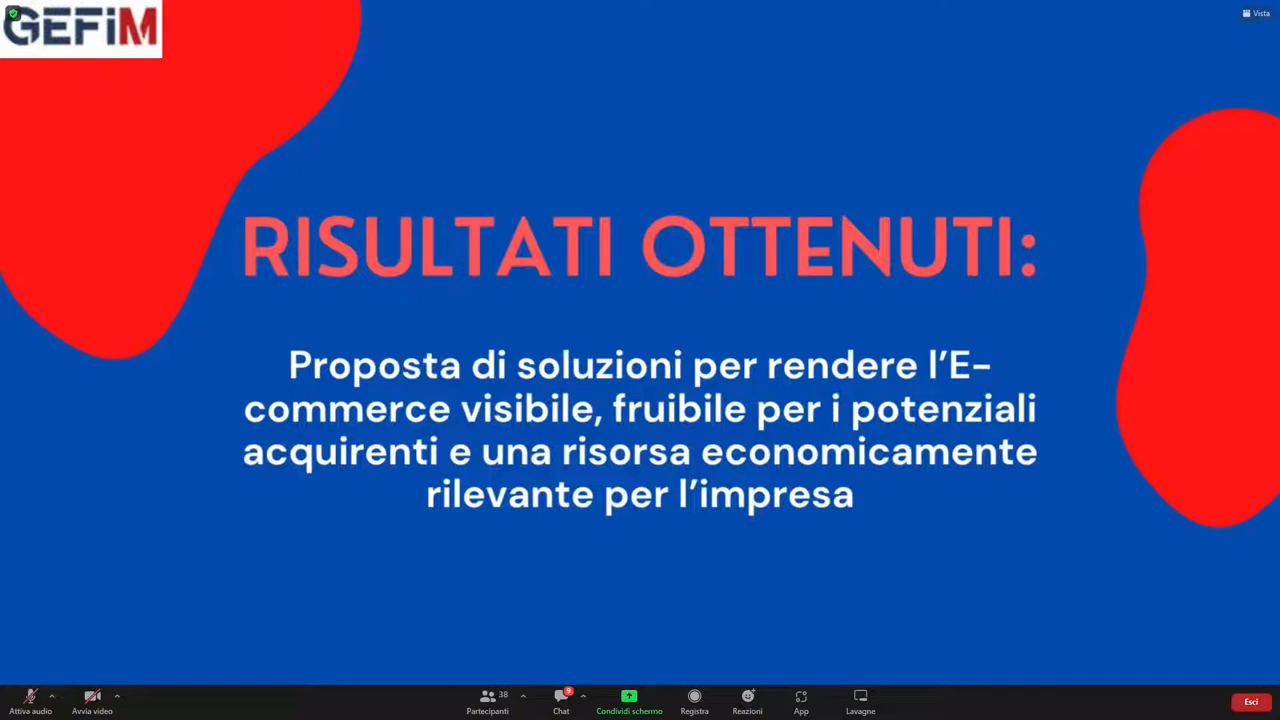 GEFiM
Vista
RISULTATI OTTENUTI:
Proposta di soluzioni per rendere l’E-
commerce visibile, fruibile per i potenziali
acquirenti e una risorsa economicamente
rilevante per l’impresa
38
9
Attiva audio
Avvia video
Partecipanti
Chat
Condividi schermo
Registra
Reazioni
App
Lavagne
Esci